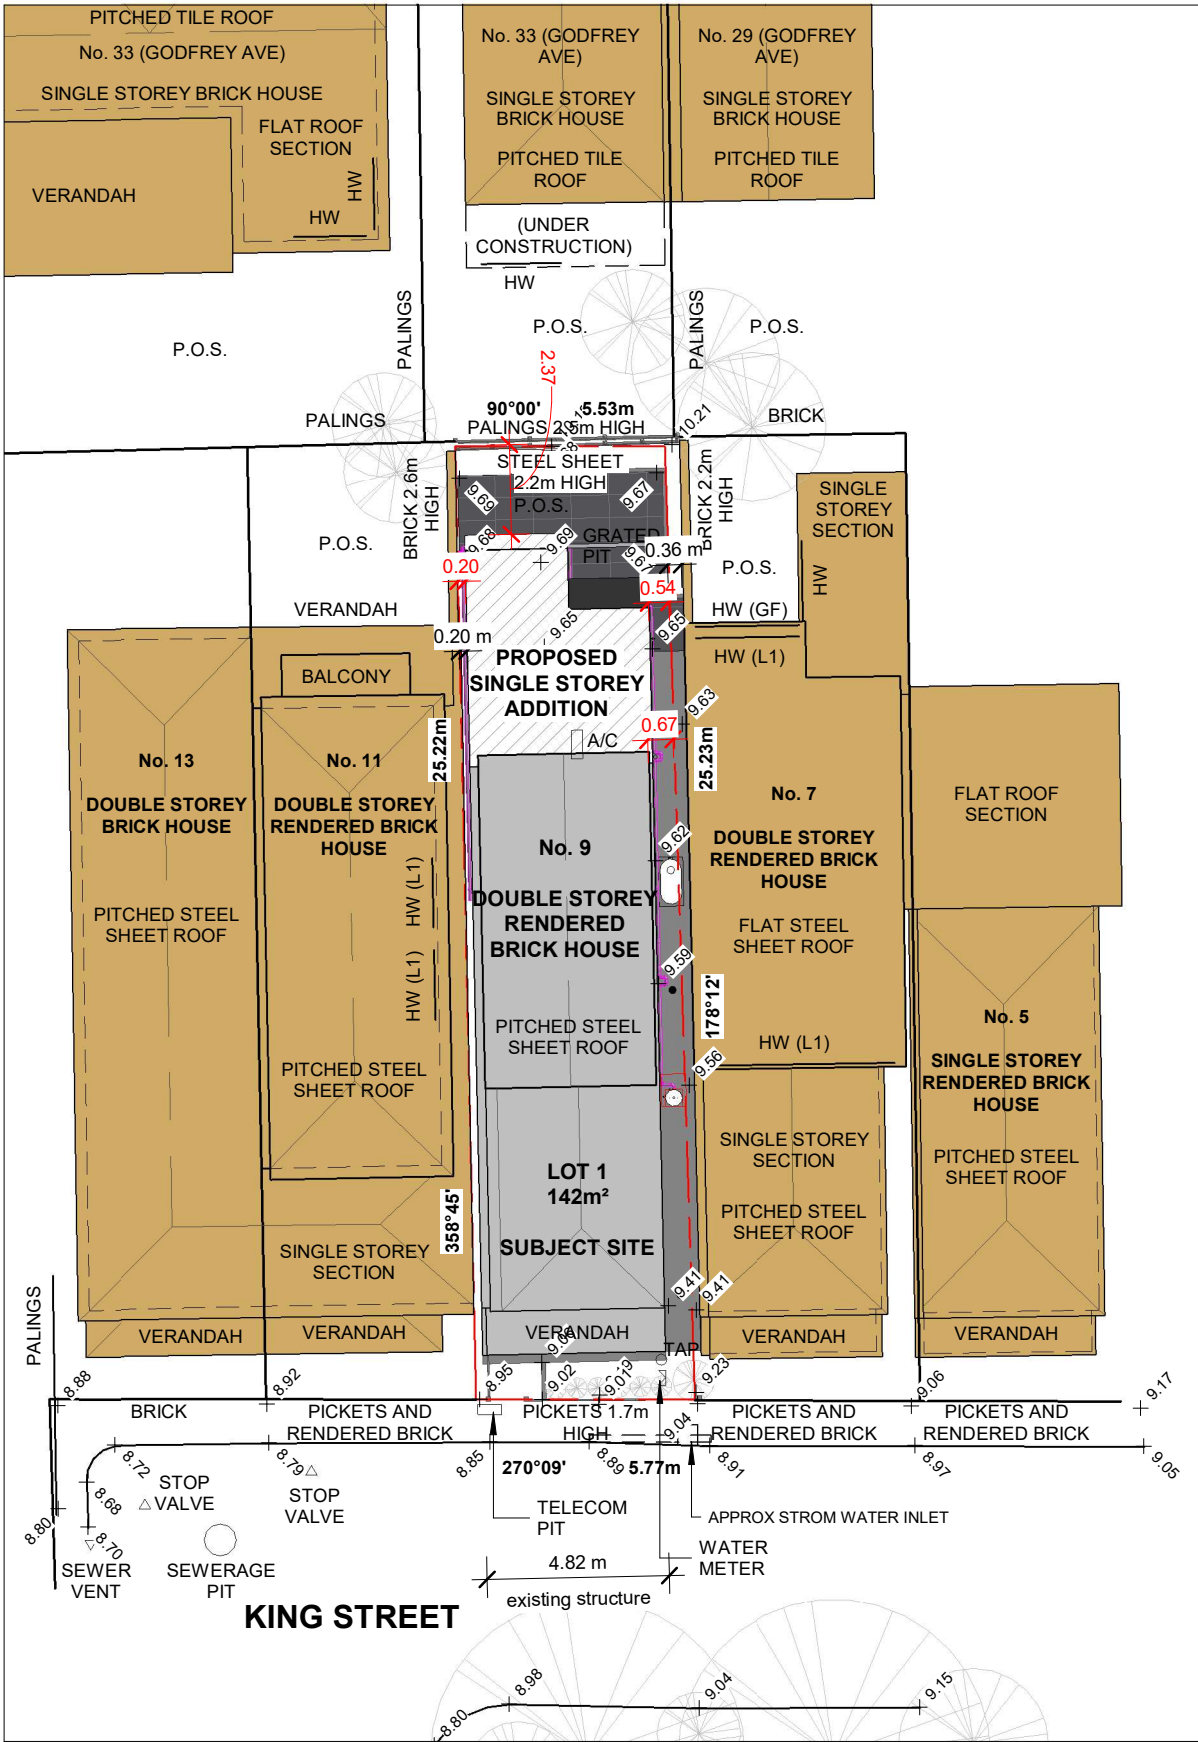 PITCHED TILE ROOF
No. 33 (GODFREY AVE)
SINGLE STOREY BRICK HOUSE
FLAT ROOF
SECTION
VERANDAH
HW
HW
No. 33 (GODFREY
AVE)
SINGLE STOREY
BRICK HOUSE
PITCHED TILE
ROOF
No. 29 (GODFREY
AVE)
SINGLE STOREY
BRICK HOUSE
PITCHED TILE
ROOF
(UNDER
CONSTRUCTION)
HW
PALINGS
PALINGS
P.O.S.
P.O.S.
P.O.S.
2.37
PALINGS
90°00'
5.53m
10.21
BRICK
PALINGS 2.5m HIGH
STEEL SHEET
2.2m HIGH
BRICK 2.6m
HIGH
BRICK 2.2m
HIGH
9.69
9.67
P.O.S.
P.O.S.
9.68
9.69
GRATED
PIT
9.67
0.36 m
P.O.S.
SINGLE
STOREY
SECTION
HW
0.20
0.54
VERANDAH
HW (GF)
0.20 m
9.65
9.65
HW (L1)
BALCONY
PROPOSED
SINGLE STOREY
ADDITION
9.63
0.67
A/C
25.22m
25.23m
No. 13
DOUBLE STOREY
BRICK HOUSE
PITCHED STEEL
SHEET ROOF
No. 11
DOUBLE STOREY
RENDERED BRICK
HOUSE
HW (L1)
HW (L1)
PITCHED STEEL
SHEET ROOF
No. 9
DOUBLE STOREY
RENDERED
BRICK HOUSE
PITCHED STEEL
SHEET ROOF
9.62
9.59
9.56
178°12'
No. 7
DOUBLE STOREY
RENDERED BRICK
HOUSE
FLAT STEEL
SHEET ROOF
HW (L1)
FLAT ROOF
SECTION
No. 5
SINGLE STOREY
RENDERED BRICK
HOUSE
PITCHED STEEL
SHEET ROOF
SINGLE STOREY
SECTION
PITCHED STEEL
SHEET ROOF
LOT 1
142m²
SUBJECT SITE
358°45'
SINGLE STOREY
SECTION
9.41
9.41
PALINGS
VERANDAH
VERANDAH
VERANDAH
TAP
VERANDAH
VERANDAH
8.88
8.92
8.95
9.02
9.01
9.23
9.06
9.17
BRICK
PICKETS AND
RENDERED BRICK
PICKETS 1.7m
HIGH
9.04
PICKETS AND
RENDERED BRICK
PICKETS AND
RENDERED BRICK
8.72
8.79
8.85
8.89
8.91
8.97
9.05
270°09'
5.77m
8.68
STOP
VALVE
STOP
VALVE
8.80
8.70
TELECOM
PIT
APPROX STROM WATER INLET
SEWER
VENT
SEWERAGE
PIT
WATER
METER
4.82 m
existing structure
KING STREET
8.98
9.04
9.15
8.80